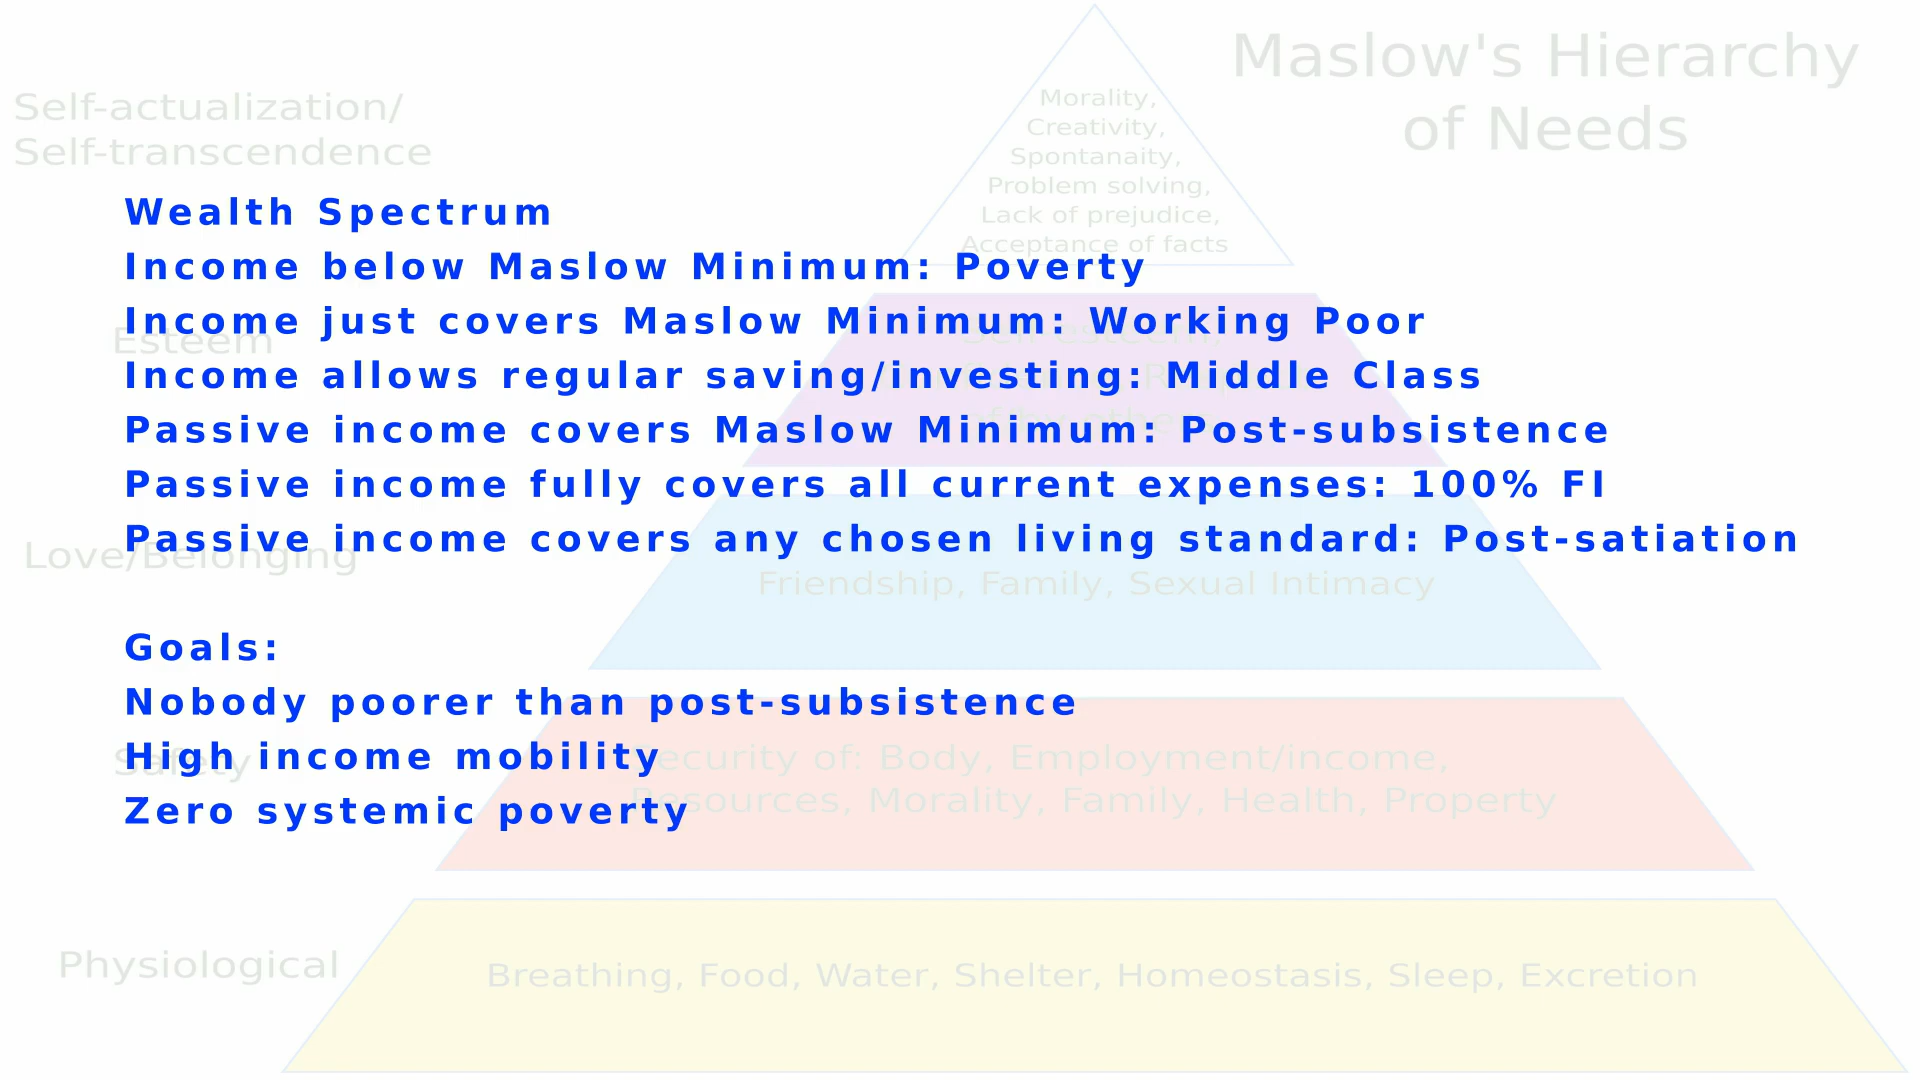 Maslow's Hierarchy
of Needs
Self-actualization/
Self-transcendence
Morality,
Creativity,
Spontanaity,
Problem solving,
Lack of prejudice,
Acceptance of facts
Wealth Spectrum
Income below Maslow Minimum: Poverty
Income just covers Maslow Minimum: Working Poor
Income allows regular saving/investing: Middle Class
Passive income covers Maslow Minimum: Post-subsistence
Passive income fully covers all current expenses: 100% FI
Passive income covers any chosen living standard: Post-satiation
Esteem
Self-esteem,
of by others
Love/Belonging
Friendship, Family, Sexual Intimacy
Goals:
Nobody poorer than post-subsistence
High income mobility
Zero systemic poverty
Safety
Security of: Body, Employment/income,
Resources, Morality, Family, Health, Property
Physiological
Breathing, Food, Water, Shelter, Homeostasis, Sleep, Excretion